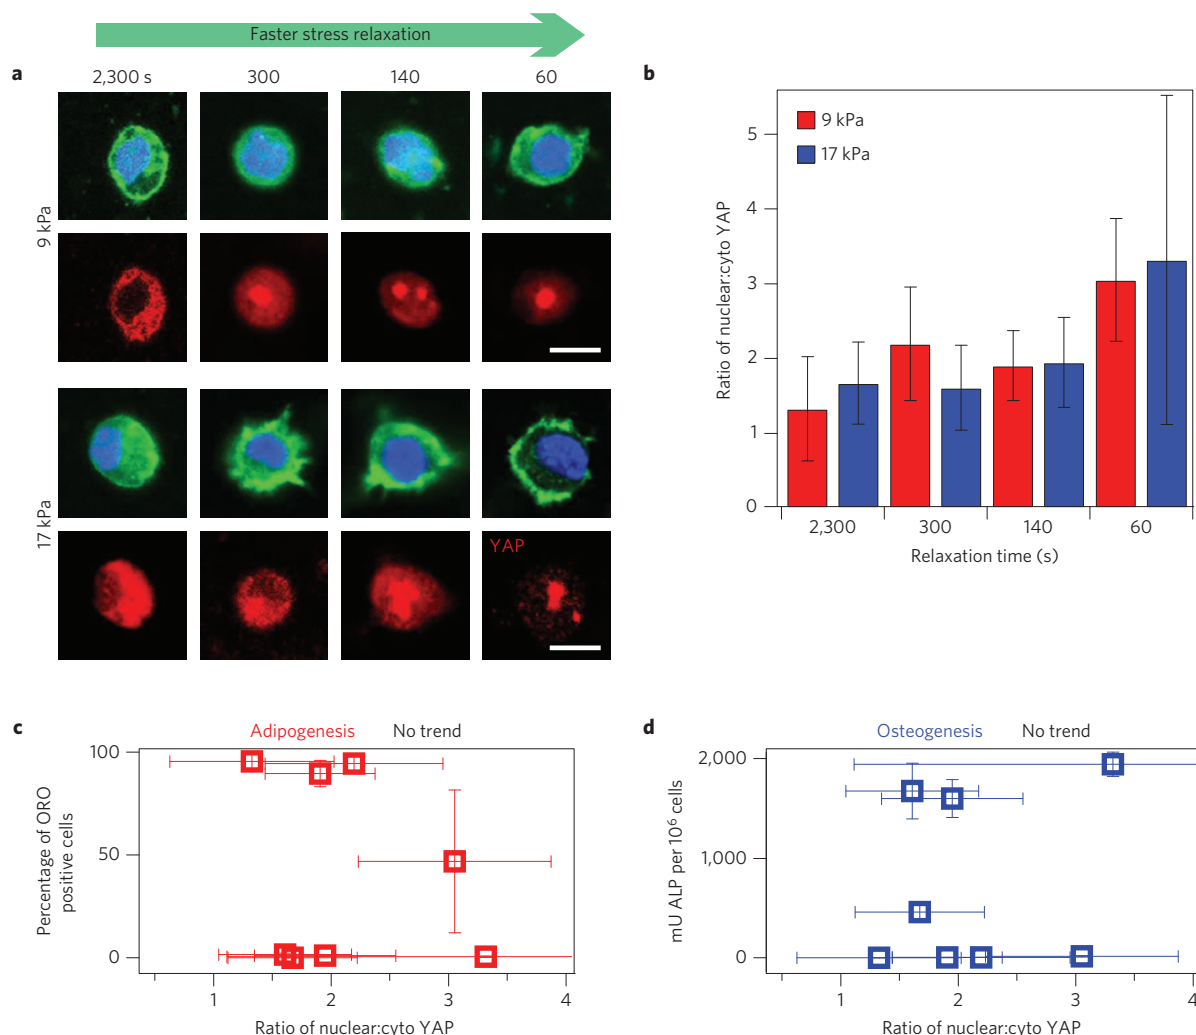 Faster stress relaxation
a
2,300 s 300 140 60
9 kPa
17 kPa
YAP
b
9 kPa
17 kPa
Ratio of nuclear:cyto YAP
5
4
3
2
1
0
2,300 300 140 60
Relaxation time (s)
c
Adipogenesis No trend
Percentage of ORO
positive cells
100
50
0
1 2 3 4
Ratio of nuclear:cyto YAP
d
Osteogenesis No trend
mU ALP per 10⁶ cells
2,000
1,000
0
1 2 3 4
Ratio of nuclear:cyto YAP